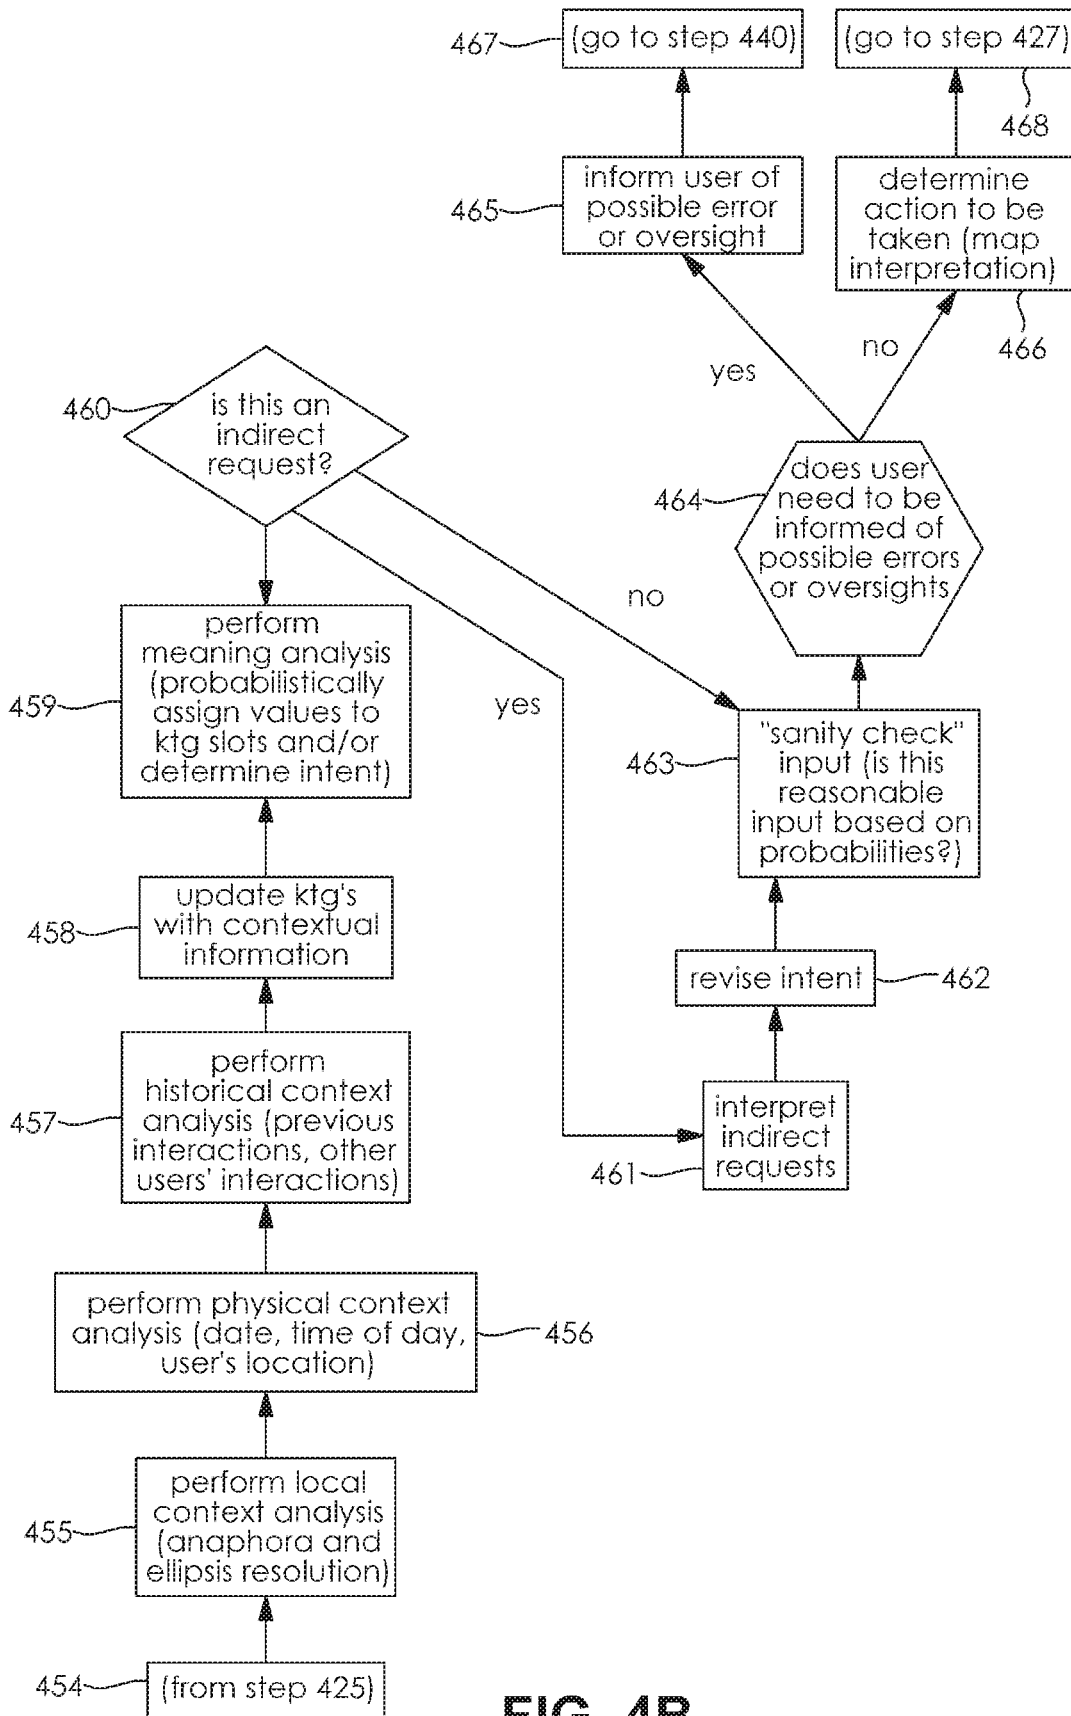 467
(go to step 440)
(go to step 427)
468
465
inform user of
possible error
or oversight
determine
action to be
taken (map
interpretation)
466
yes
no
460
is this an
indirect
request?
464
does user
need to be
informed of
possible errors
or oversights
no
yes
459
perform
meaning analysis
(probabilistically
assign values to
ktg slots and/or
determine intent)
463
"sanity check"
input (is this
reasonable
input based on
probabilities?)
458
update ktg's
with contextual
information
revise intent
462
457
perform
historical context
analysis (previous
interactions, other
users' interactions)
interpret
indirect
requests
461
perform physical context
analysis (date, time of day,
user's location)
456
455
perform local
context analysis
(anaphora and
ellipsis resolution)
454
(from step 425)
FIG. 4B